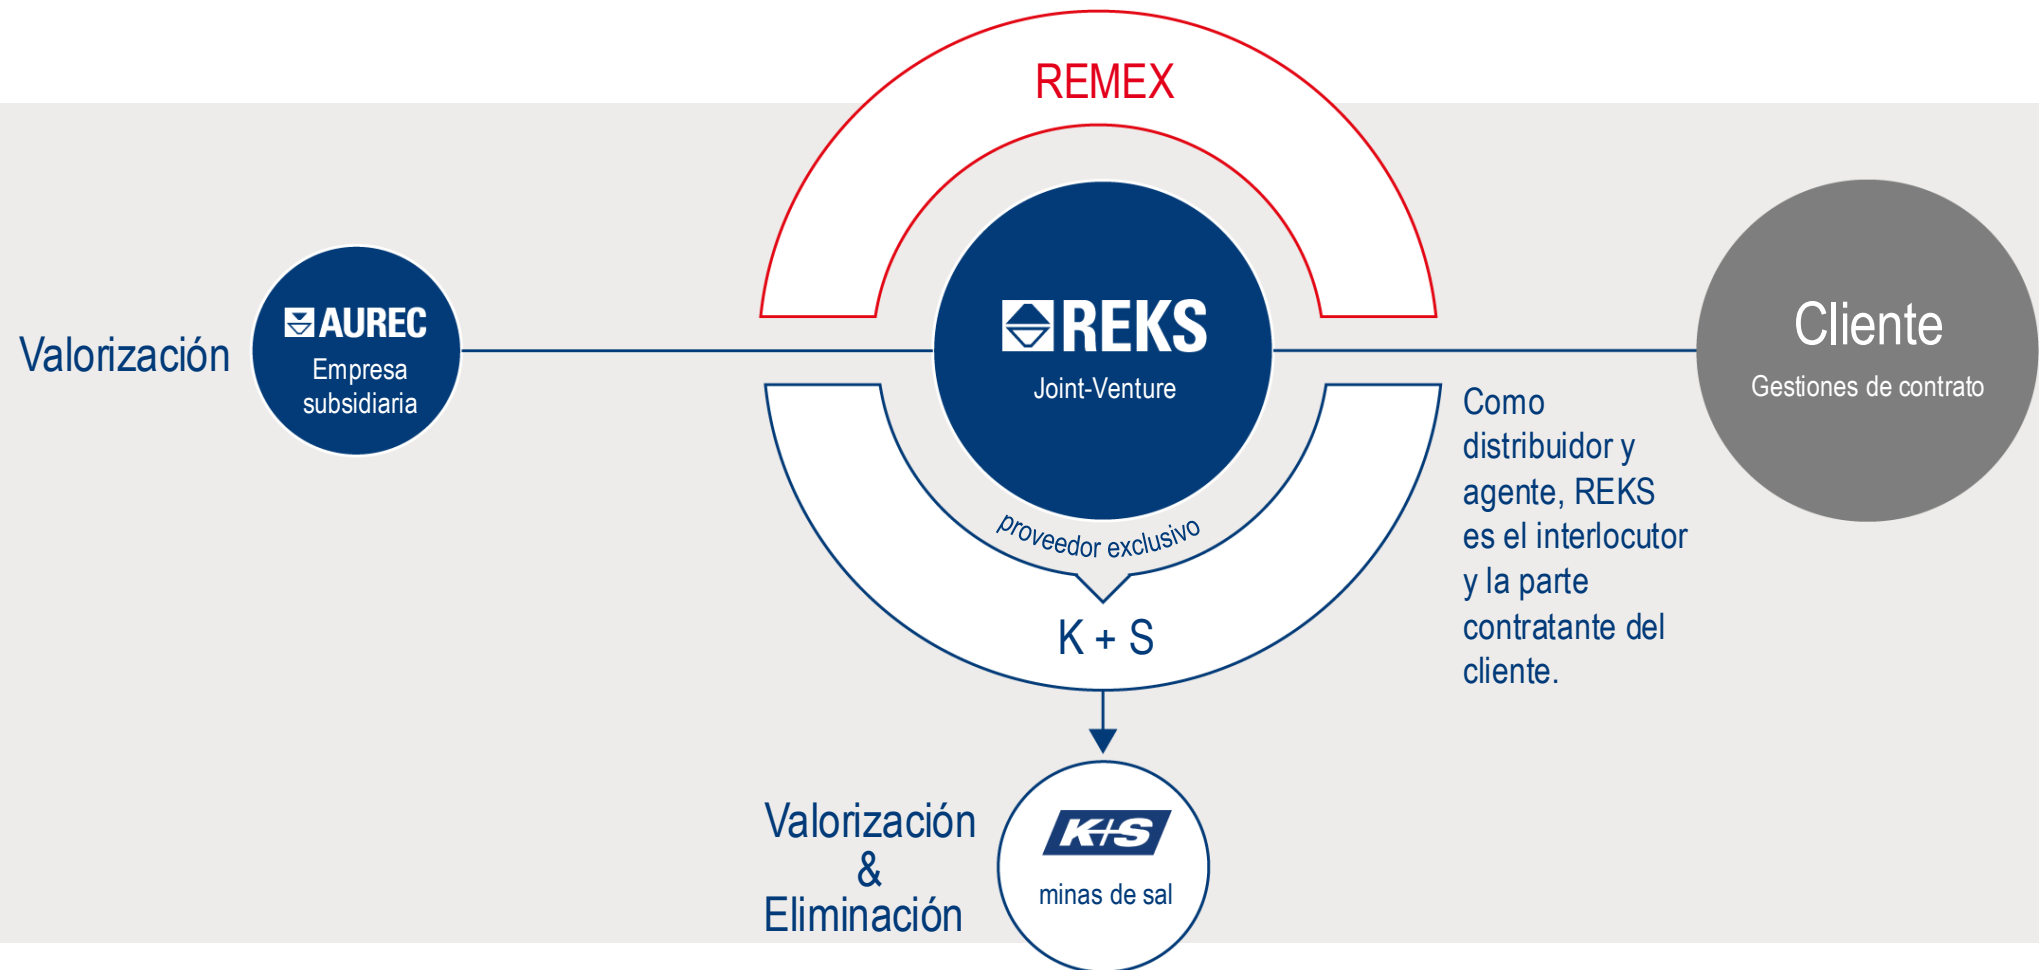 REMEX
Valorización
AUREC
Empresa
subsidiaria
REKS
Joint-Venture
proveedor exclusivo
K + S
Cliente
Gestiones de contrato
Como
distribuidor y
agente, REKS
es el interlocutor
y la parte
contratante del
cliente.
Valorización
&
Eliminación
K+S
minas de sal